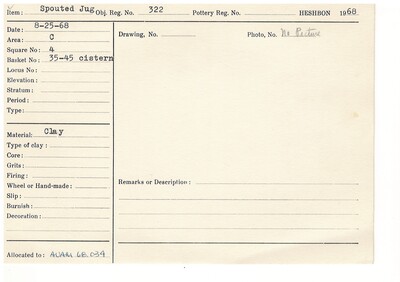 Item: Spouted Jug Obj. Reg. No. 322 Pottery Reg. No. HESHBON 1968
Date: 8-25-68
Area: C
Square No: 4
Basket No: 35-45 cistern
Locus No:
Elevation:
Stratum:
Period:
Type:
Drawing, No. Photo, No. No Picture
Material: Clay
Type of clay:
Core:
Grits:
Firing:
Wheel or Hand-made:
Slip:
Burnish:
Decoration:
Remarks or Description:
Allocated to: AUAM 68.039